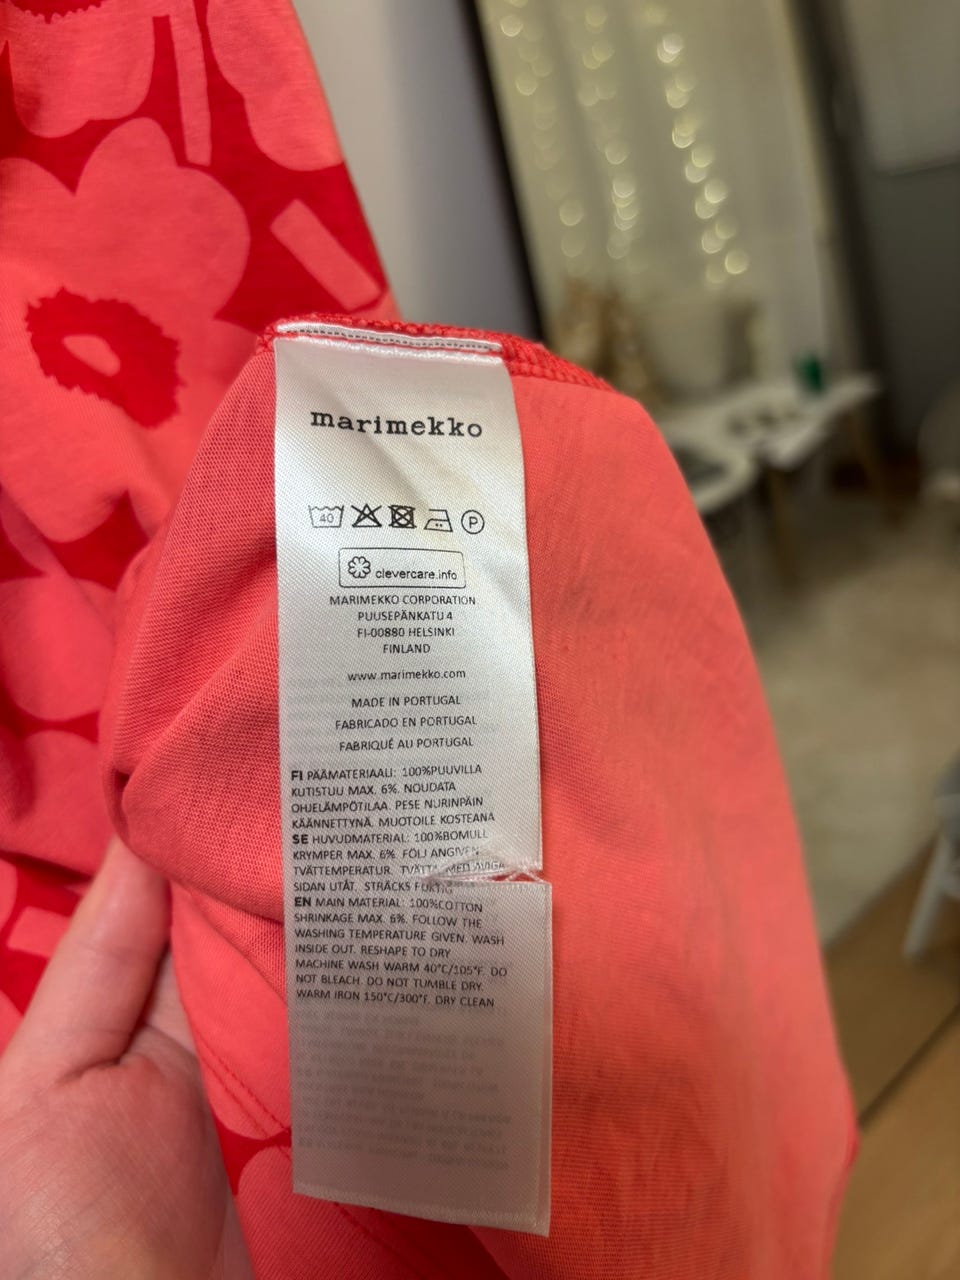 marimekko
40
P
clevercare.info
MARIMEKKO CORPORATION
PUUSEPÄNKATU 4
FI-00880 HELSINKI
FINLAND
www.marimekko.com
MADE IN PORTUGAL
FABRICADO EN PORTUGAL
FABRIQUÉ AU PORTUGAL
FI PÄÄMATERIAALI: 100%PUUVILLA
KUTISTUU MAX. 6%. NOUDATA
OHJELÄMPÖTILAA. PESE NURINPÄIN
KÄÄNNETTYNÄ. MUOTOILE KOSTEANA
SE HUVUDMATERIAL: 100%BOMULL
KRYMPER MAX. 6%. FÖLJ ANGIVEN
TVÄTTEMPERATUR. TVÄTTA MED AVIGA
SIDAN UTÅT. STRÄCKS
EN MAIN MATERIAL: 100%COTTON
SHRINKAGE MAX. 6%. FOLLOW THE
WASHING TEMPERATURE GIVEN. WASH
INSIDE OUT. RESHAPE TO DRY
MACHINE WASH WARM 40°C/105°F. DO
NOT BLEACH. DO NOT TUMBLE DRY.
WARM IRON 150°C/300°F. DRY CLEAN